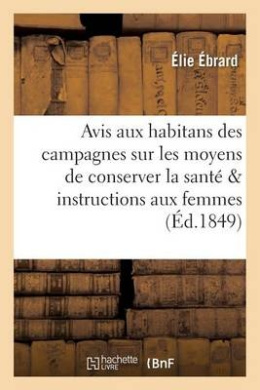 Élie Ébrard
Avis aux habitans des campagnes sur les moyens de conserver la santé & instructions aux femmes (Éd.1849)
hachette
LIVRE
{BnF